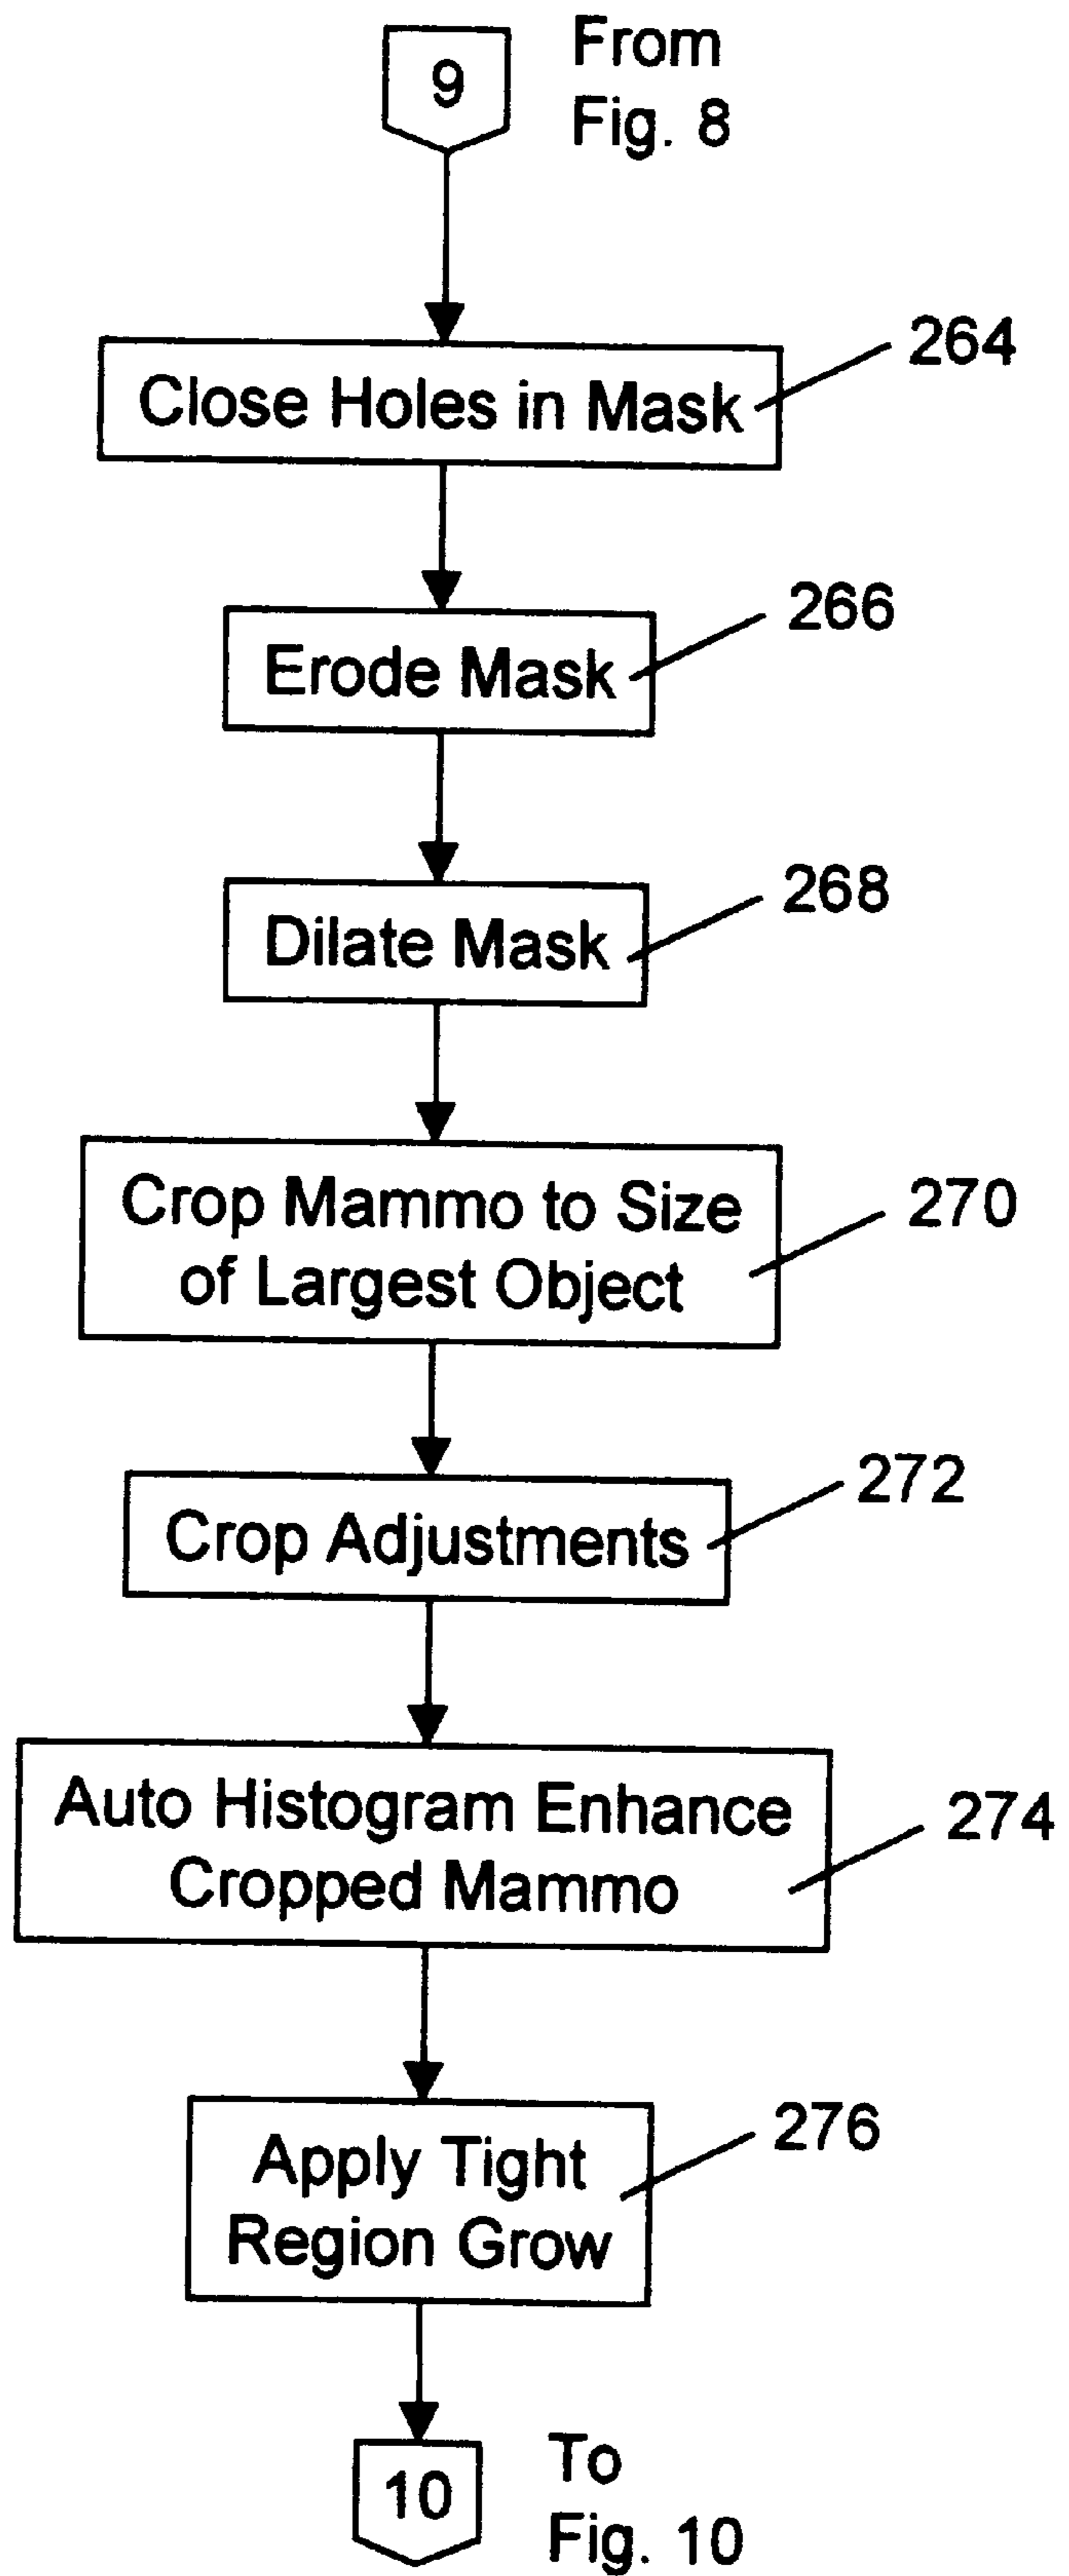 9
From
Fig. 8
Close Holes in Mask
264
Erode Mask
266
Dilate Mask
268
Crop Mammo to Size
of Largest Object
270
Crop Adjustments
272
Auto Histogram Enhance
Cropped Mammo
274
Apply Tight
Region Grow
276
10
To
Fig. 10